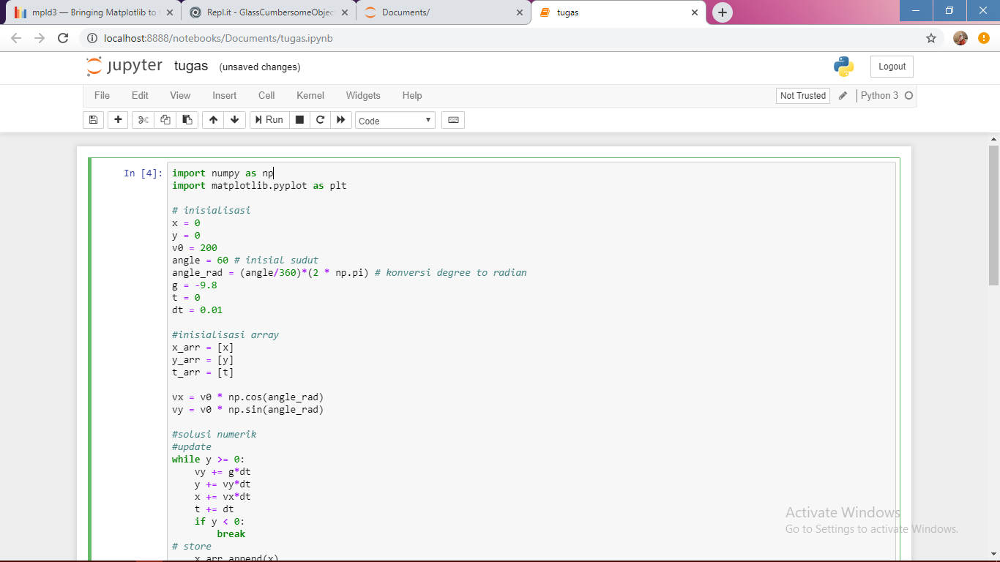 mpld3 — Bringing Matplotlib to
Repl.it - GlassCumbersomeObjec
Documents/
tugas
localhost:8888/notebooks/Documents/tugas.ipynb
jupyter tugas (unsaved changes)
Logout
File Edit View Insert Cell Kernel Widgets Help
Not Trusted
Python 3
Run
Code
In [4]:
import numpy as np
import matplotlib.pyplot as plt
# inisialisasi
x = 0
y = 0
v0 = 200
angle = 60 # inisial sudut
angle_rad = (angle/360)*(2 * np.pi) # konversi degree to radian
g = -9.8
t = 0
dt = 0.01
#inisialisasi array
x_arr = [x]
y_arr = [y]
t_arr = [t]
vx = v0 * np.cos(angle_rad)
vy = v0 * np.sin(angle_rad)
#solusi numerik
#update
while y >= 0:
    vy += g*dt
    y += vy*dt
    x += vx*dt
    t += dt
    if y < 0:
        break
# store
    x_arr.append(x)
Activate Windows
Go to Settings to activate Windows.